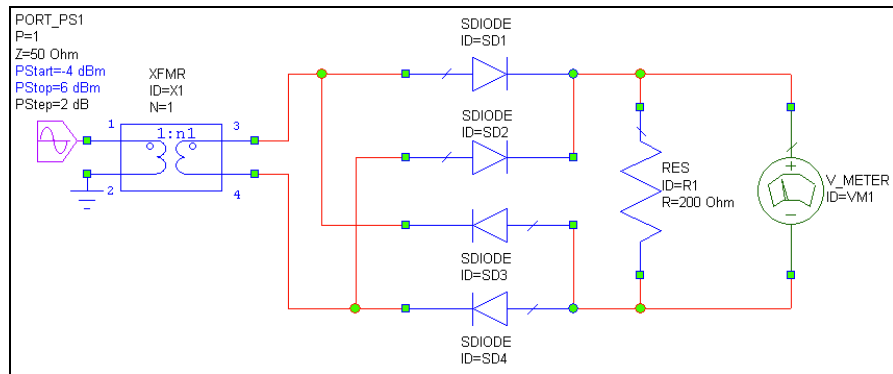 PORT_PS1
P=1
Z=50 Ohm
PStart=-4 dBm
PStop=6 dBm
PStep=2 dB
XFMR
ID=X1
N=1
1
2
1:n1
3
4
SDIODE
ID=SD1
SDIODE
ID=SD2
SDIODE
ID=SD3
SDIODE
ID=SD4
RES
ID=R1
R=200 Ohm
+
-
V_METER
ID=VM1